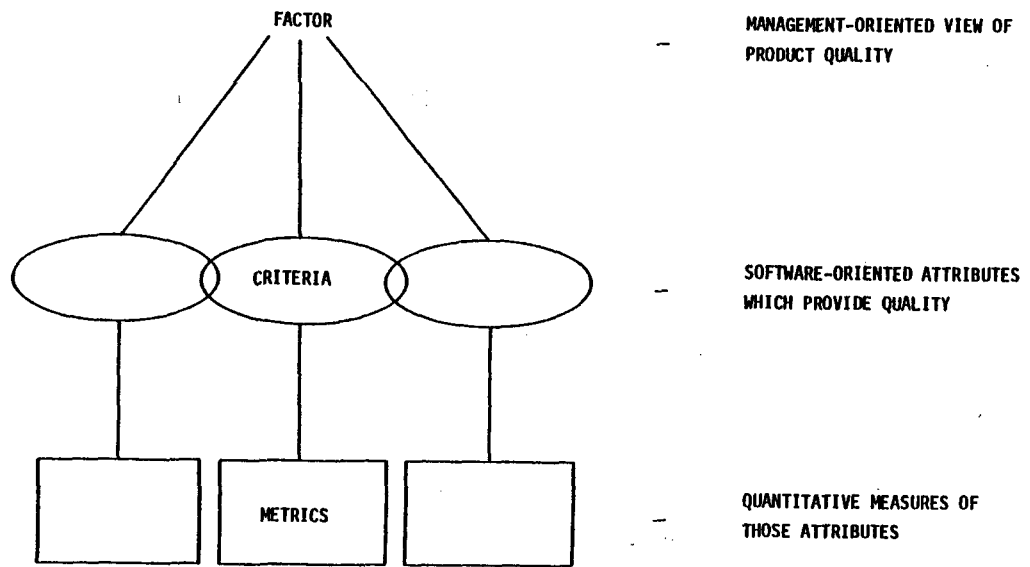 FACTOR
MANAGEMENT-ORIENTED VIEW OF
PRODUCT QUALITY
CRITERIA
SOFTWARE-ORIENTED ATTRIBUTES
WHICH PROVIDE QUALITY
METRICS
QUANTITATIVE MEASURES OF
THOSE ATTRIBUTES